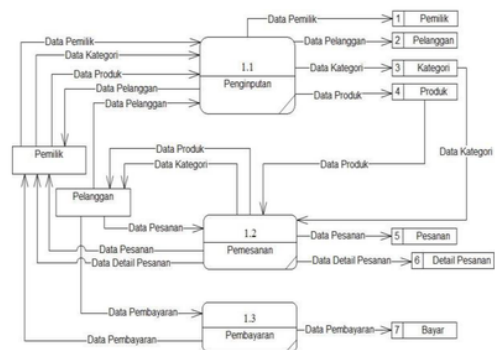 Data Pemilik
1 Pemilik
Data Pemilik
Data Pelanggan
2 Pelanggan
Data Kategori
1.1
Data Produk
Data Kategori
3 Kategori
Penginputan
Data Pelanggan
Data Produk
4 Produk
Data Pelanggan
Data Kategori
Pemilik
Data Produk
Data Produk
Data Kategori
Pelanggan
Data Pesanan
1.2
Data Pesanan
5 Pesanan
Data Pesanan
Pemesanan
Data Detail Pesanan
Data Detail Pesanan
6 Detail Pesanan
Data Pembayaran
1.3
Data Pembayaran
7 Bayar
Data Pembayaran
Pembayaran